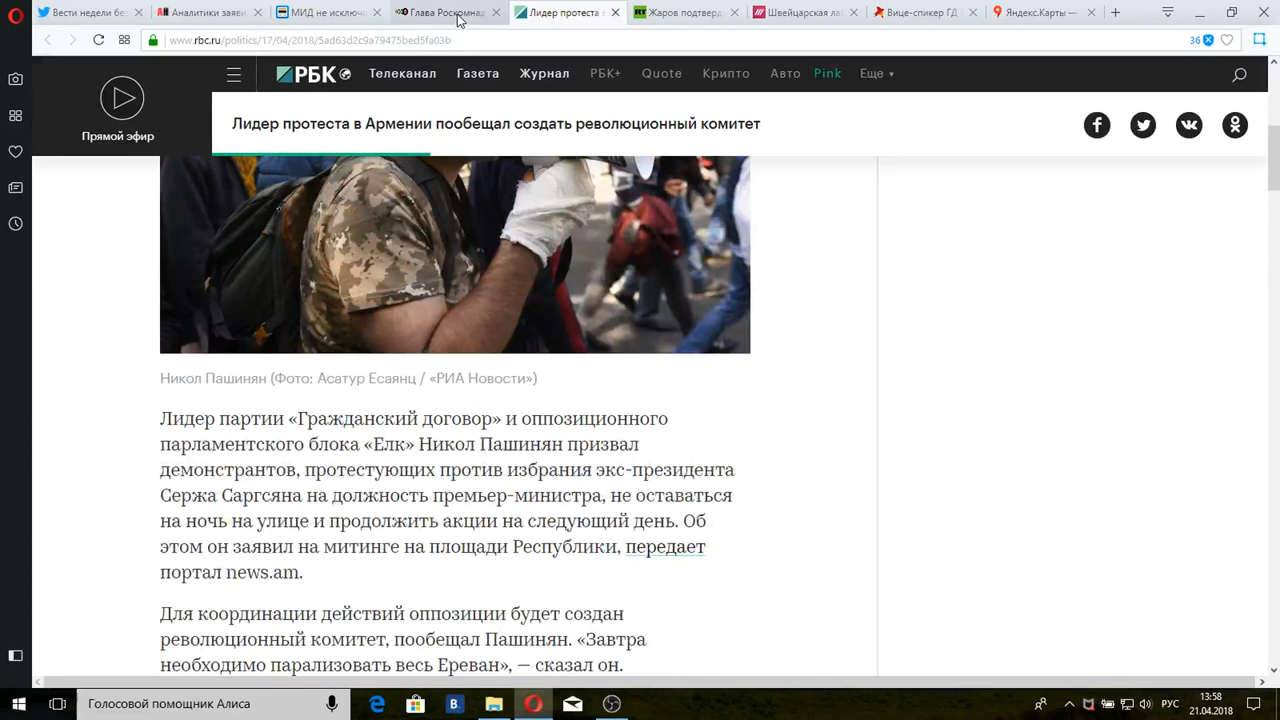 Вести недели бе
Аналитики заяви
МИД не исключи
Глава Роскомнад
Лидер протеста в
Жаров подтверд
Швейцарская ла
Вице-спикер ГД
Яндекс.Карты —
www.rbc.ru/politics/17/04/2018/5ad63d2c9a79475bed5fa03b
36
Прямой эфир
РБК
Телеканал
Газета
Журнал
РБК+
Quote
Крипто
Авто
Pink
Еще
Лидер протеста в Армении пообещал создать революционный комитет
Никол Пашинян (Фото: Асатур Есаянц / «РИА Новости»)
Лидер партии «Гражданский договор» и оппозиционного
парламентского блока «Елк» Никол Пашинян призвал
демонстрантов, протестующих против избрания экс-президента
Сержа Саргсяна на должность премьер-министра, не оставаться
на ночь на улице и продолжить акции на следующий день. Об
этом он заявил на митинге на площади Республики, передает
портал news.am.
Для координации действий оппозиции будет создан
революционный комитет, пообещал Пашинян. «Завтра
необходимо парализовать весь Ереван», — сказал он.
Голосовой помощник Алиса
РУС
13:58
21.04.2018